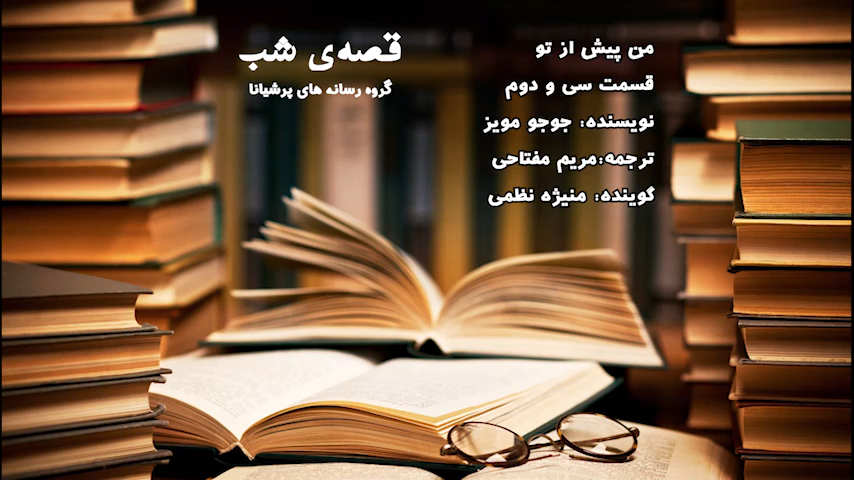 قصه‌ی شب
گروه رسانه های پرشیانا
من پیش از تو
قسمت سی و دوم
نویسنده: جوجو مویز
ترجمه:مریم مفتاحی
گوینده: منیژه نظمی